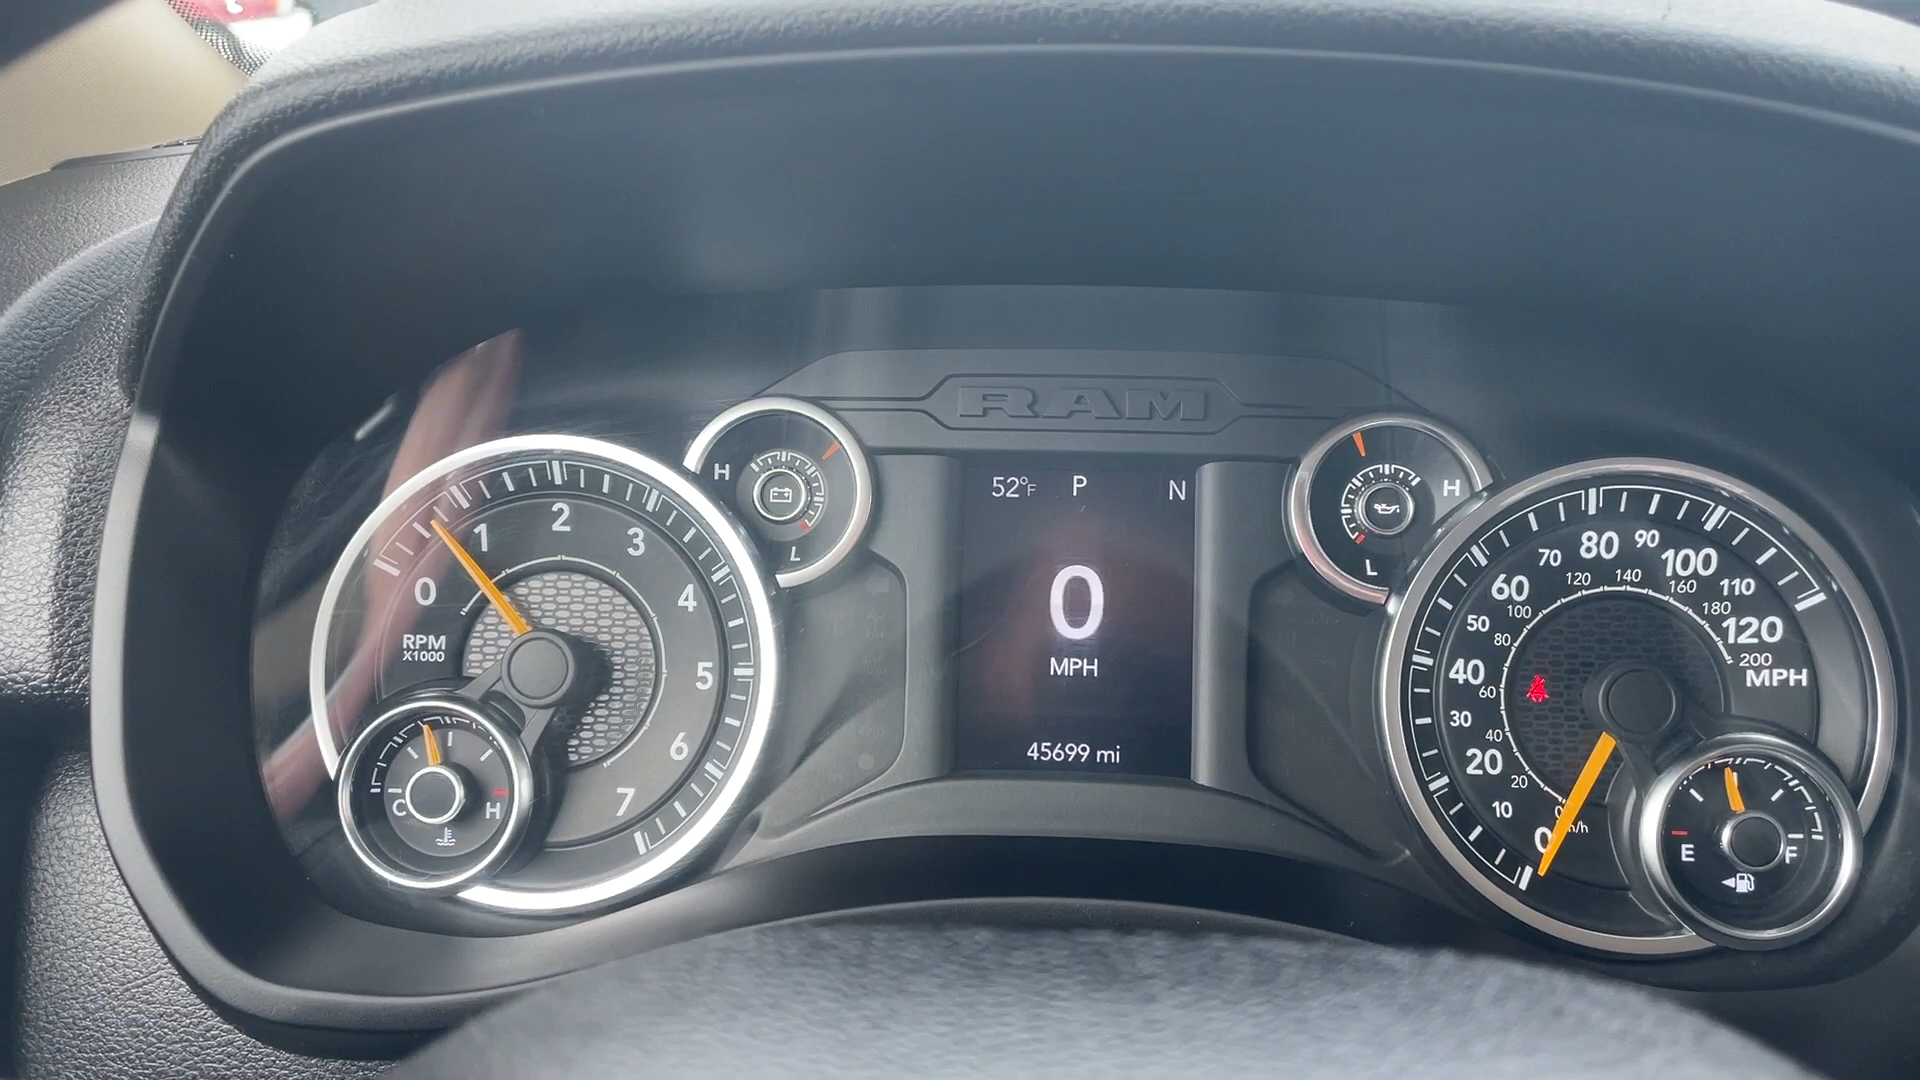 RAM
52°F P N
0
MPH
45699 mi
0 1 2 3 4 5 6 7
RPM
X1000
C H
H
L
H
L
0 10 20 30 40 50 60 70 80 90 100 110 120
MPH
20 40 60 80 100 120 140 160 180 200
E F